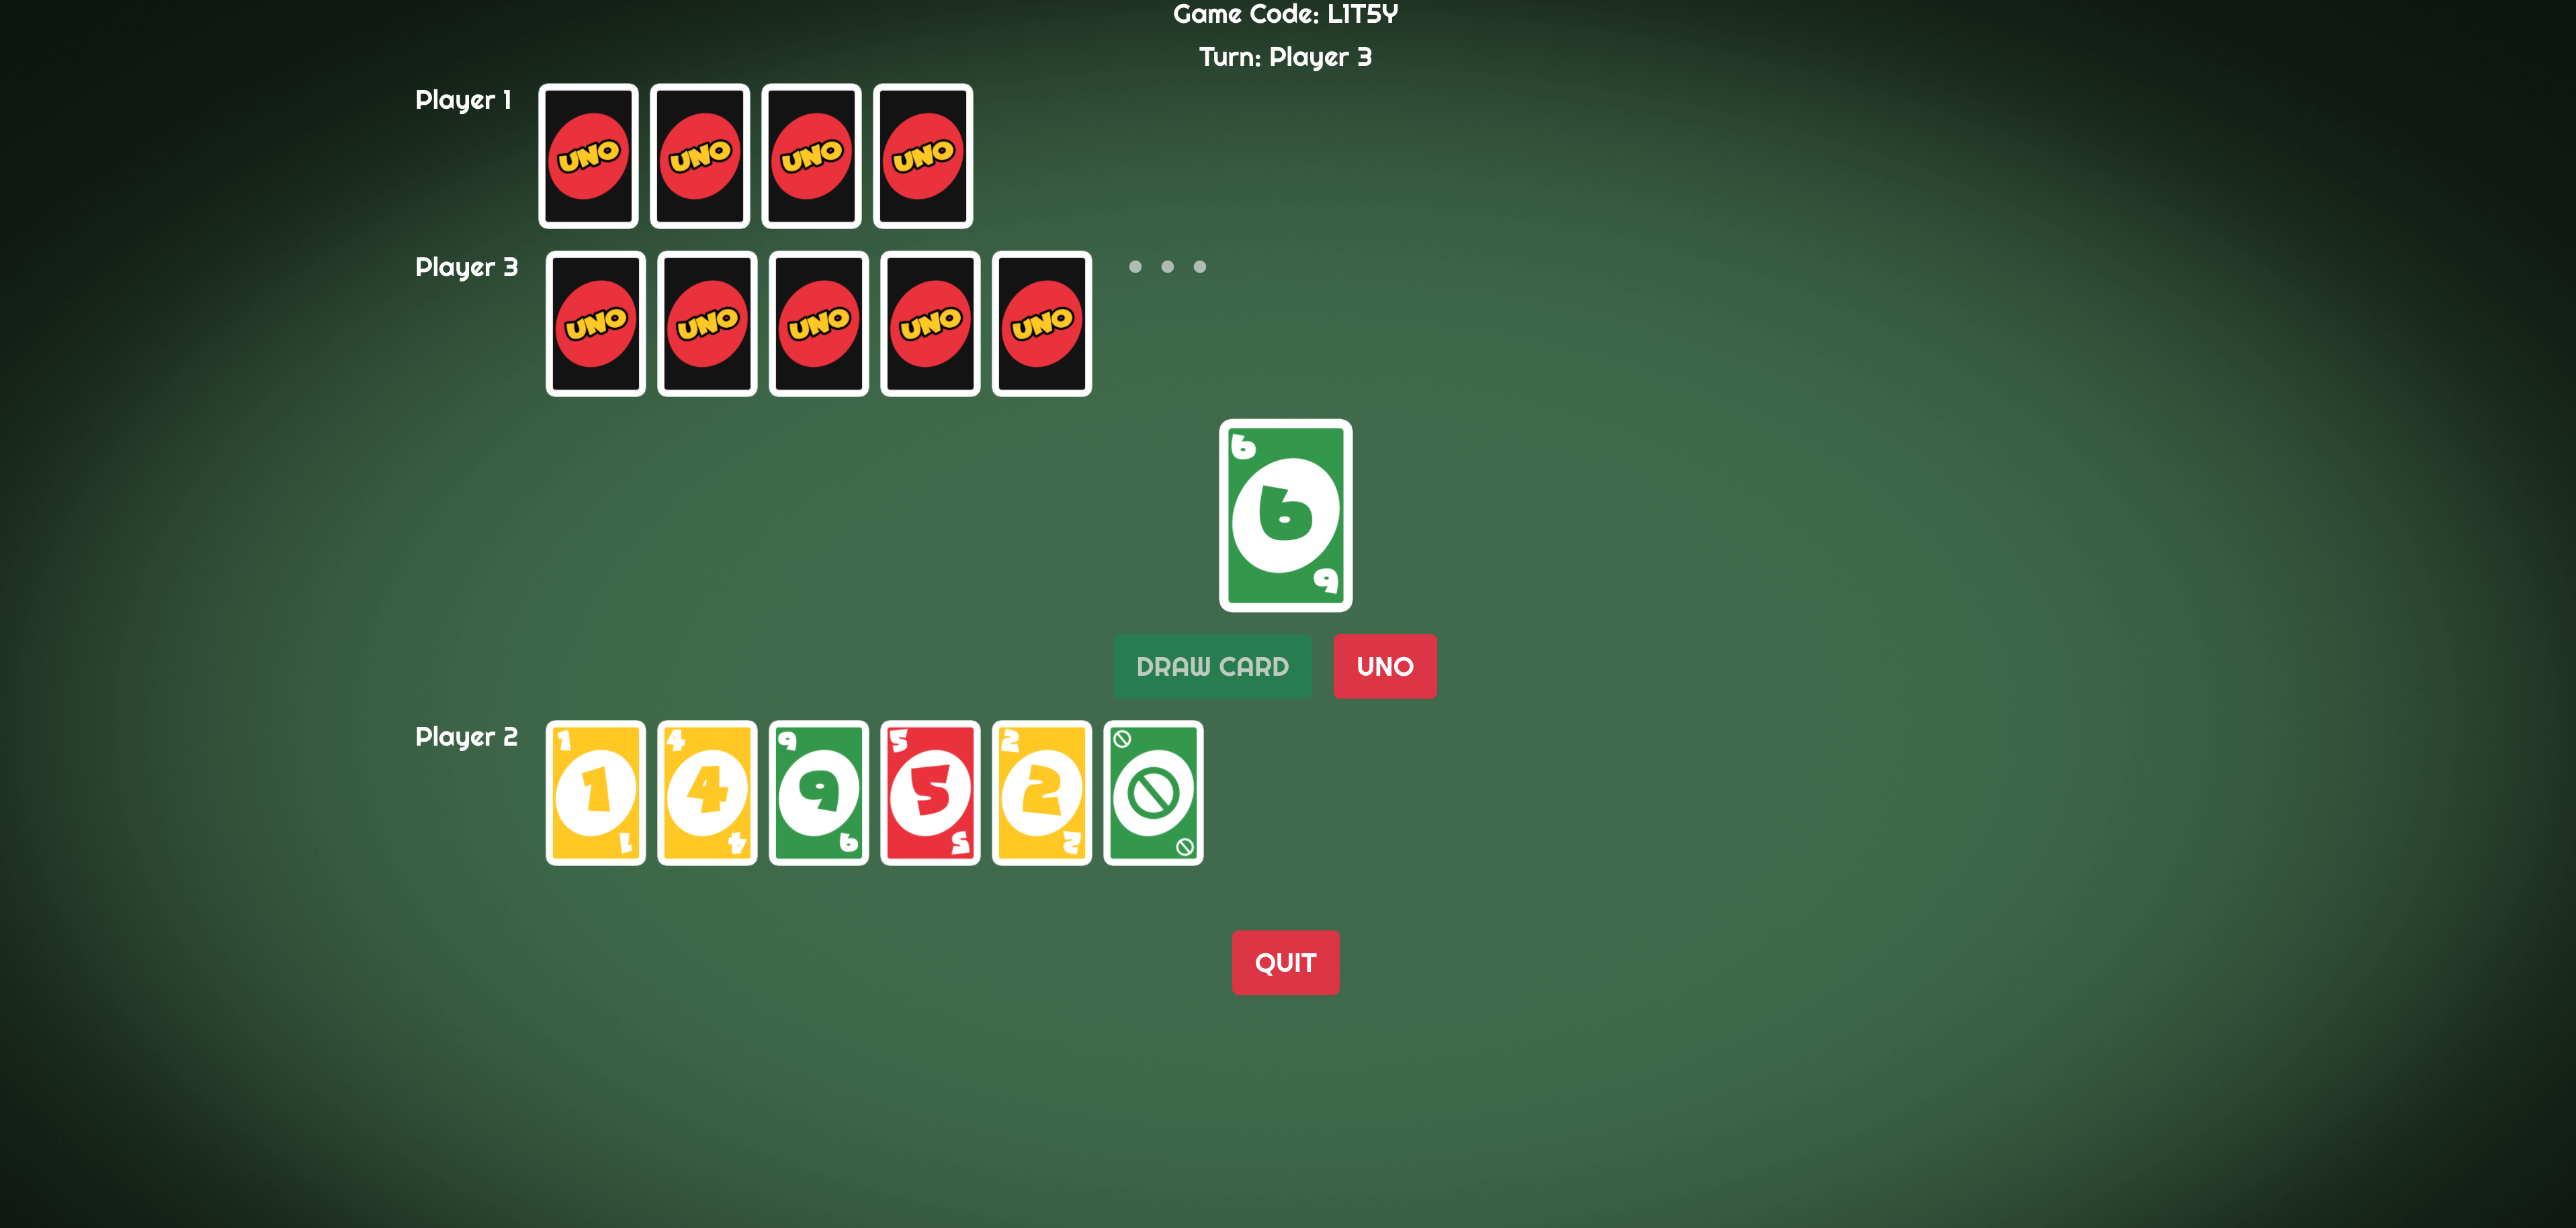 Game Code: L1T5Y
Turn: Player 3
Player 1
UNO UNO UNO UNO
Player 3
UNO UNO UNO UNO UNO
6
6
6
DRAW CARD UNO
Player 2
1 4 9 5 2
1 4 9 5 2
1 4 9 5 2
QUIT